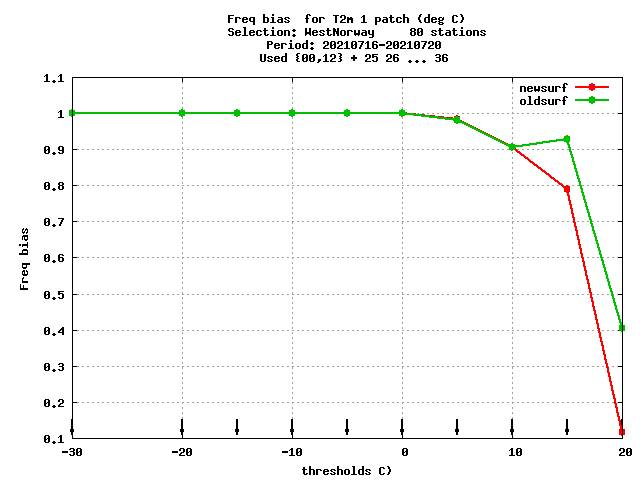 Freq bias  for T2m 1 patch (deg C)
Selection: WestNorway     80 stations
Period: 20210716-20210720
Used {00,12} + 25 26 ... 36
newsurf
oldsurf
1.1
1
0.9
0.8
0.7
0.6
0.5
0.4
0.3
0.2
0.1
Freq bias
-30
-20
-10
0
10
20
thresholds C)